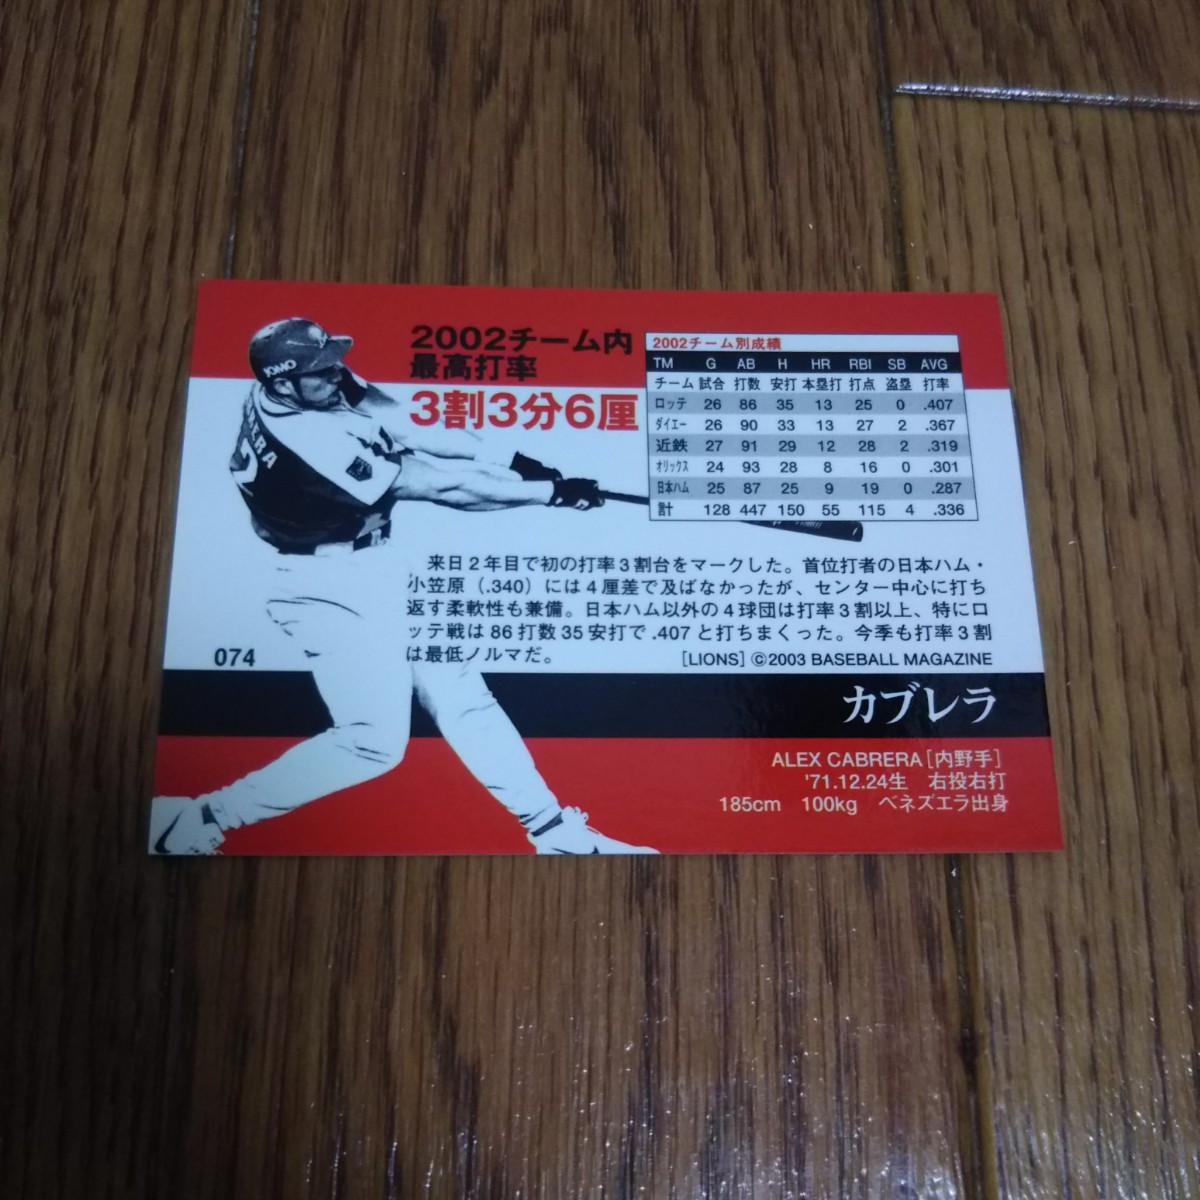 2002チーム内
最高打率
3割3分6厘
2002チーム別成績
TM G AB H HR RBI SB AVG
チーム 試合 打数 安打 本塁打 打点 盗塁 打率
ロッテ 26 86 35 13 25 0 .407
ダイエー 26 90 33 13 27 2 .367
近鉄 27 91 29 12 28 2 .319
オリックス 24 93 28 8 16 0 .301
日本ハム 25 87 25 9 19 0 .287
計 128 447 150 55 115 4 .336
JOMO
2
来日2年目で初の打率3割台をマークした。首位打者の日本ハム・
小笠原(.340)には4厘差で及ばなかったが、センター中心に打ち
返す柔軟性も兼備。日本ハム以外の4球団は打率3割以上、特にロ
ッテ戦は86打数35安打で.407と打ちまくった。今季も打率3割
は最低ノルマだ。
[LIONS] ©2003 BASEBALL MAGAZINE
074
カブレラ
ALEX CABRERA[内野手]
'71.12.24生 右投右打
185cm 100kg ベネズエラ出身